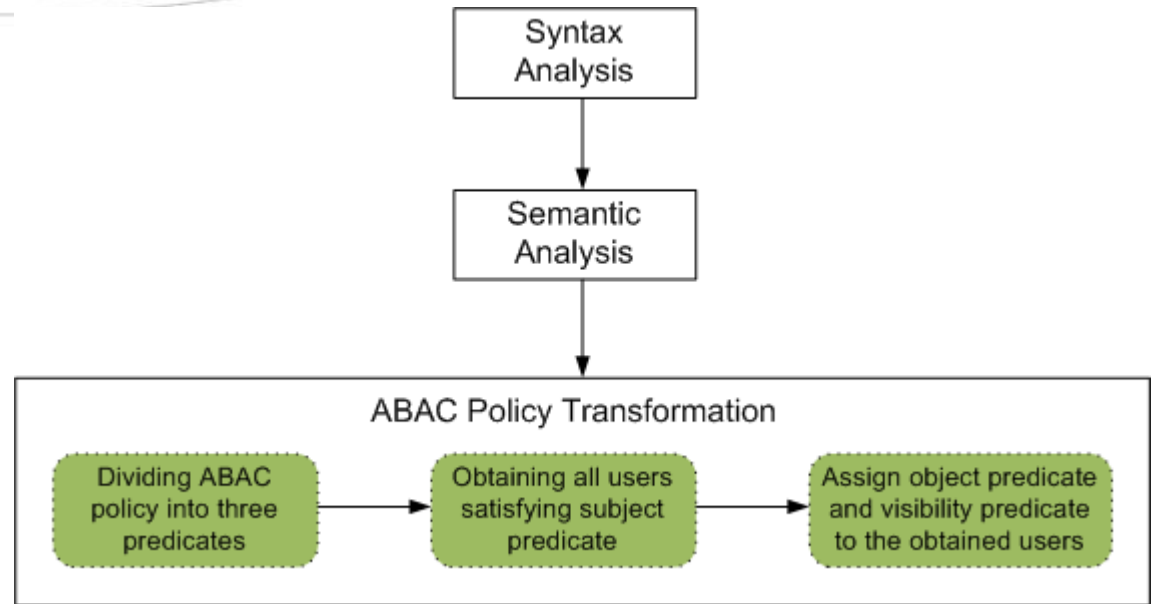 Syntax
Analysis
Semantic
Analysis
ABAC Policy Transformation
Dividing ABAC
policy into three
predicates
Obtaining all users
satisfying subject
predicate
Assign object predicate
and visibility predicate
to the obtained users